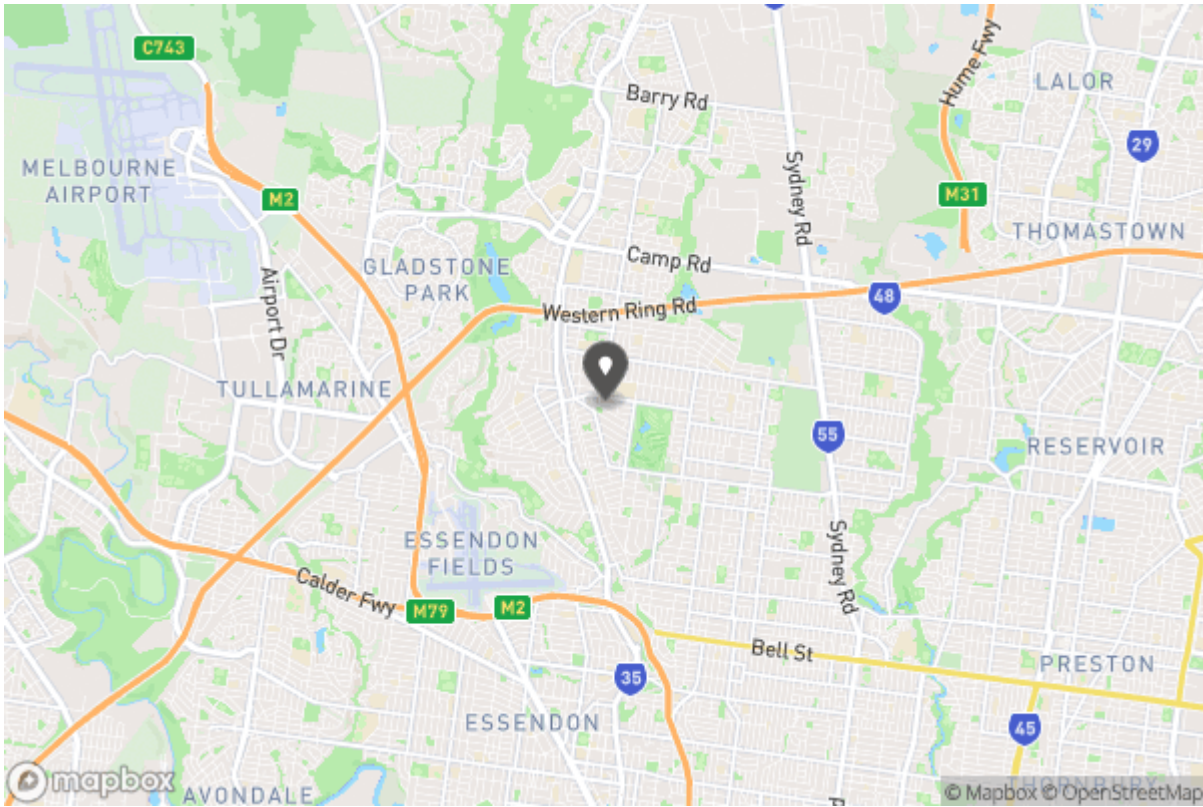 C743
Hume Fwy
LALOR
Barry Rd
29
MELBOURNE
AIRPORT
M2
Sydney Rd
M31
THOMASTOWN
GLADSTONE
PARK
Camp Rd
Airport Dr
Western Ring Rd
48
TULLAMARINE
55
RESERVOIR
ESSENDON
FIELDS
Sydney Rd
Calder Fwy
M79
M2
Bell St
PRESTON
35
ESSENDON
45
mapbox
AVONDALE
THORNBURY
© Mapbox © OpenStreetMap